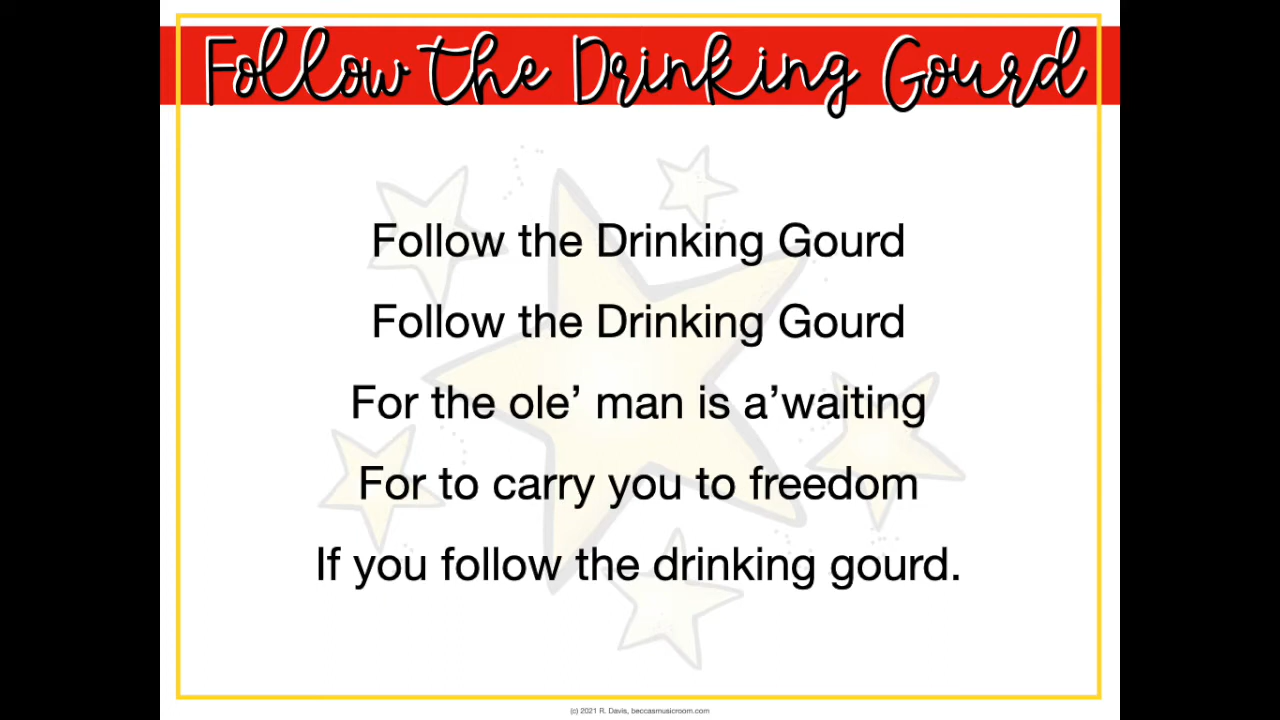 Follow the Drinking Gourd
Follow the Drinking Gourd
Follow the Drinking Gourd
For the ole’ man is a’waiting
For to carry you to freedom
If you follow the drinking gourd.
(c) 2021 R. Davis, beccasmusicroom.com